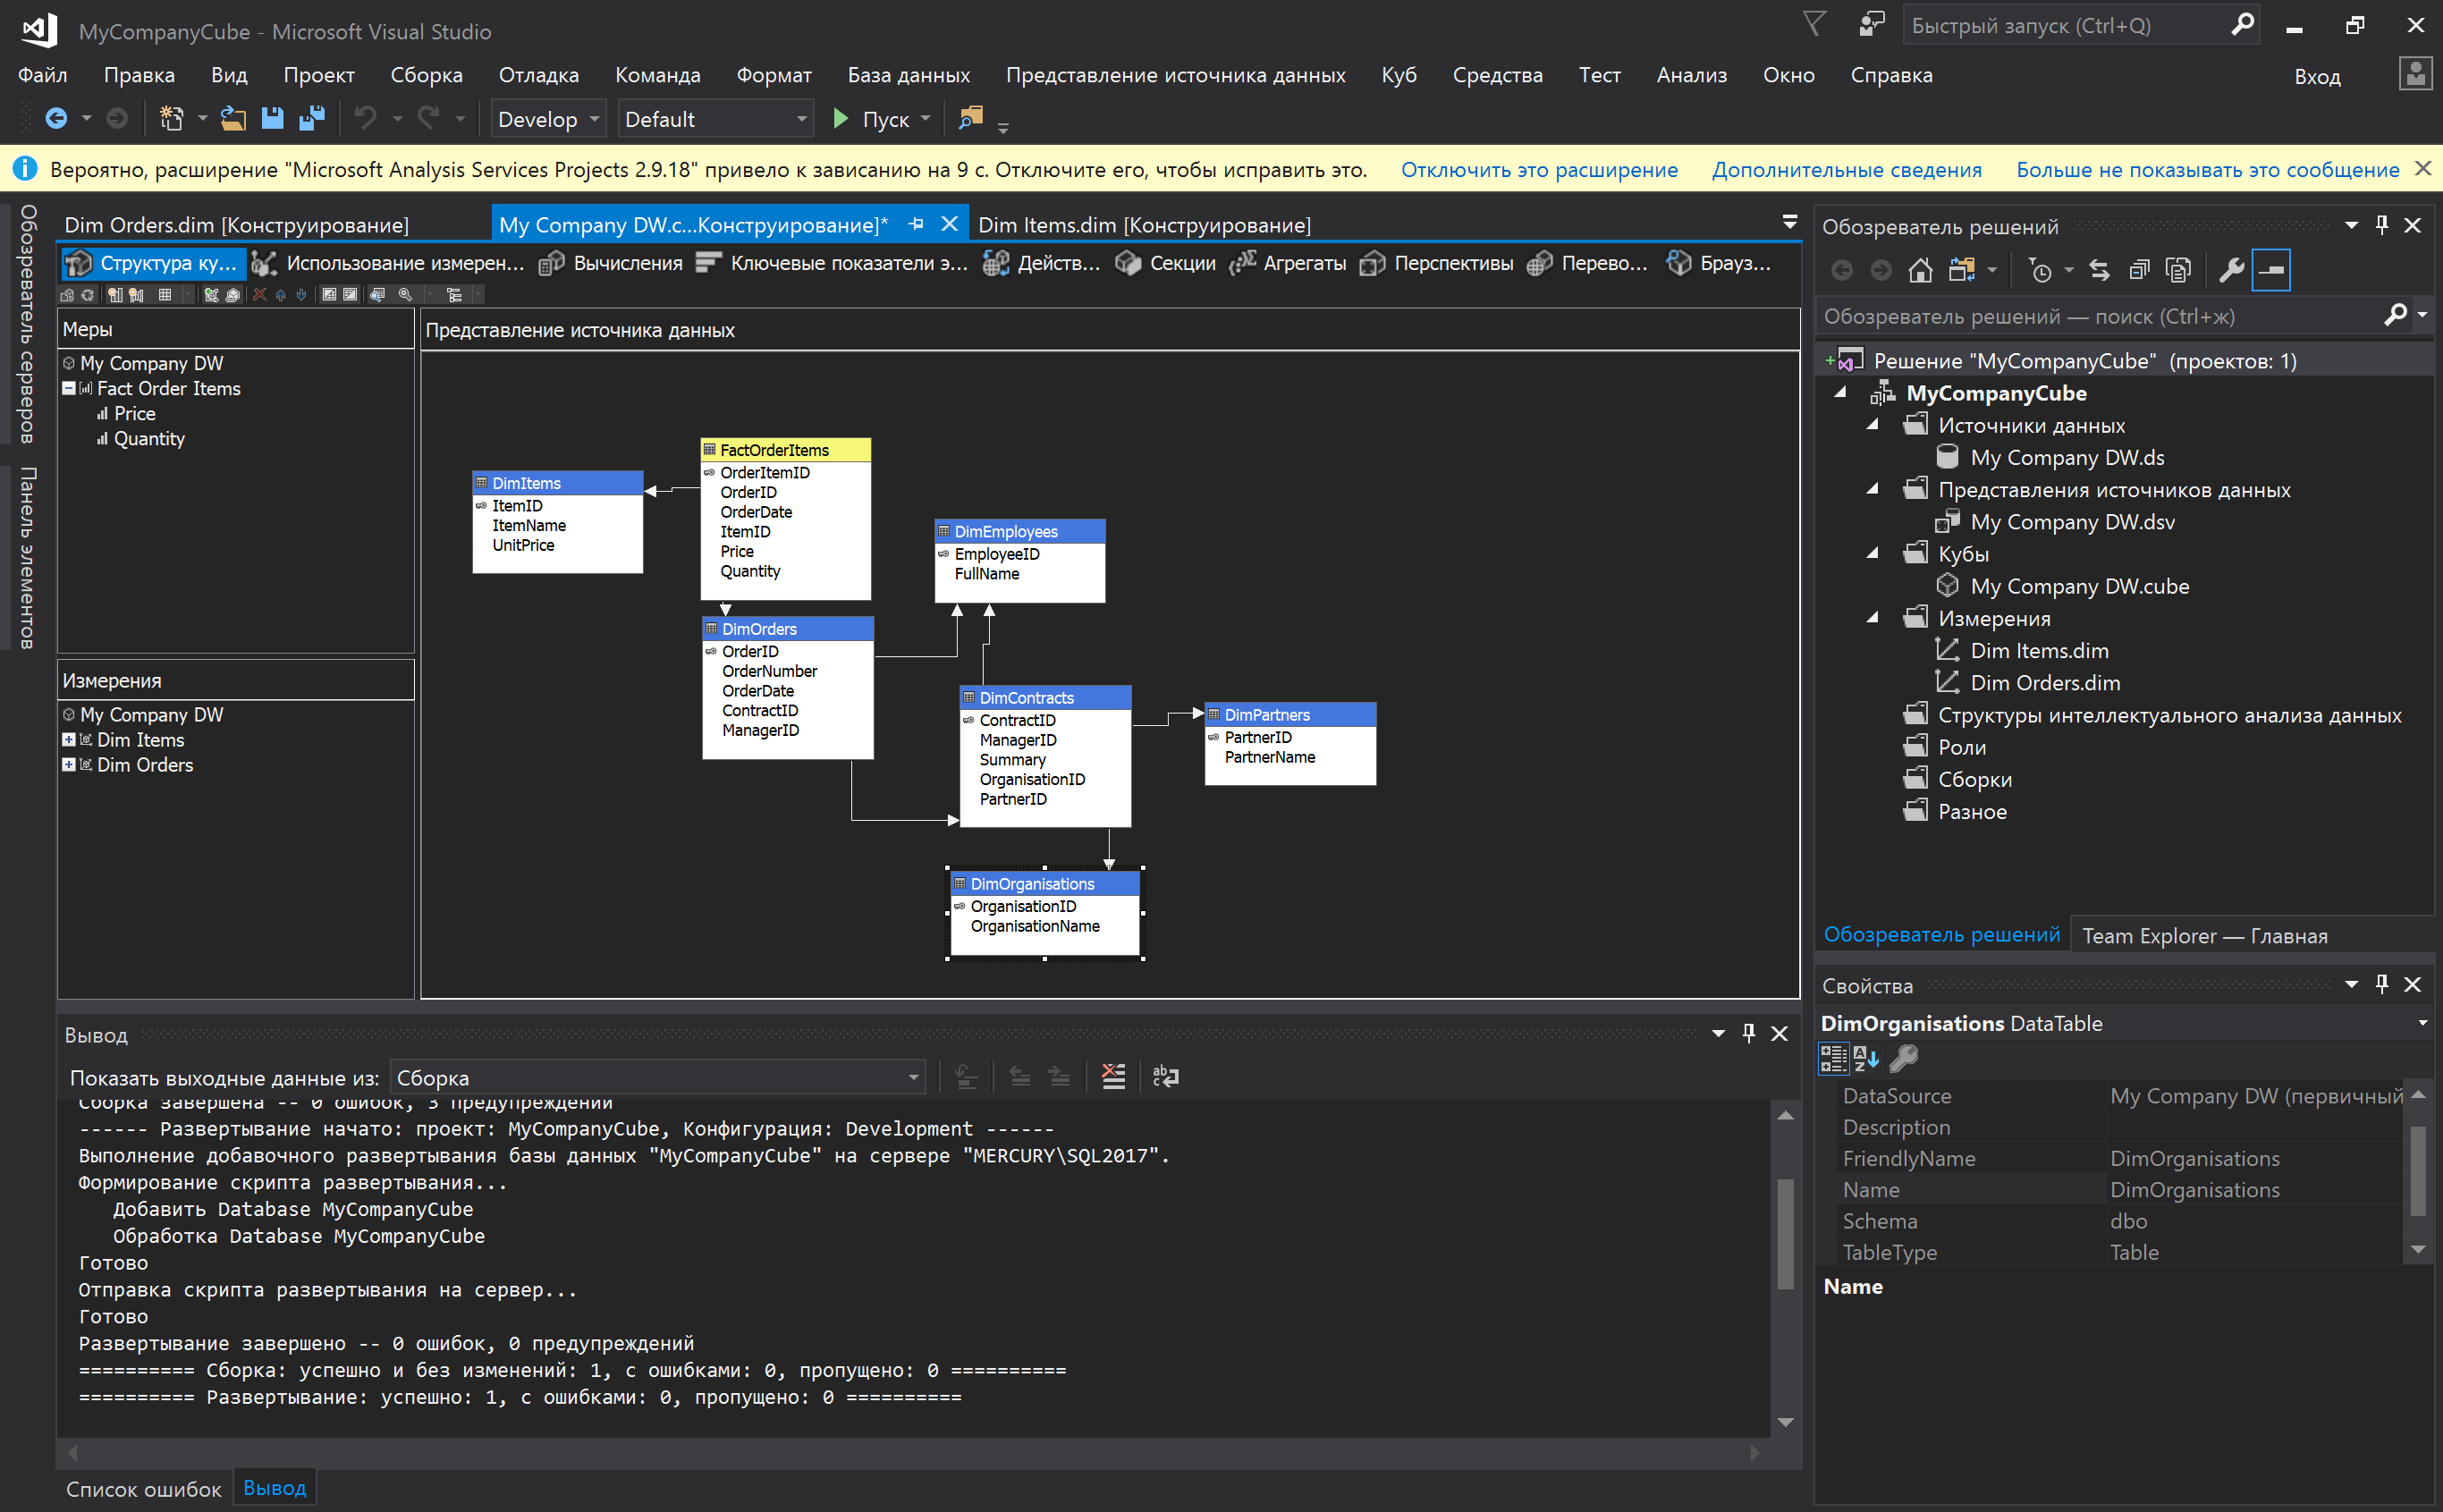 MyCompanyCube - Microsoft Visual Studio
Быстрый запуск (Ctrl+Q)
Файл Правка Вид Проект Сборка Отладка Команда Формат База данных Представление источника данных Куб Средства Тест Анализ Окно Справка Вход
Develop Default Пуск
Вероятно, расширение "Microsoft Analysis Services Projects 2.9.18" привело к зависанию на 9 с. Отключите его, чтобы исправить это. Отключить это расширение Дополнительные сведения Больше не показывать это сообщение
Обозреватель серверов
Панель элементов
Dim Orders.dim [Конструирование] My Company DW.c...Конструирование]* Dim Items.dim [Конструирование]
Структура ку... Использование измерен... Вычисления Ключевые показатели э... Действ... Секции Агрегаты Перспективы Перево... Брауз...
Меры
My Company DW
Fact Order Items
Price
Quantity
Измерения
My Company DW
Dim Items
Dim Orders
Представление источника данных
DimItems
ItemID
ItemName
UnitPrice
FactOrderItems
OrderItemID
OrderID
OrderDate
ItemID
Price
Quantity
DimEmployees
EmployeeID
FullName
DimOrders
OrderID
OrderNumber
OrderDate
ContractID
ManagerID
DimContracts
ContractID
ManagerID
Summary
OrganisationID
PartnerID
DimPartners
PartnerID
PartnerName
DimOrganisations
OrganisationID
OrganisationName
Вывод
Показать выходные данные из: Сборка
Сборка завершена -- 0 ошибок, 3 предупреждений
------ Развертывание начато: проект: MyCompanyCube, Конфигурация: Development ------
Выполнение добавочного развертывания базы данных "MyCompanyCube" на сервере "MERCURY\SQL2017".
Формирование скрипта развертывания...
Добавить Database MyCompanyCube
Обработка Database MyCompanyCube
Готово
Отправка скрипта развертывания на сервер...
Готово
Развертывание завершено -- 0 ошибок, 0 предупреждений
========== Сборка: успешно и без изменений: 1, с ошибками: 0, пропущено: 0 ==========
========== Развертывание: успешно: 1, с ошибками: 0, пропущено: 0 ==========
Список ошибок Вывод
Обозреватель решений
Обозреватель решений — поиск (Ctrl+ж)
Решение "MyCompanyCube" (проектов: 1)
MyCompanyCube
Источники данных
My Company DW.ds
Представления источников данных
My Company DW.dsv
Кубы
My Company DW.cube
Измерения
Dim Items.dim
Dim Orders.dim
Структуры интеллектуального анализа данных
Роли
Сборки
Разное
Обозреватель решений Team Explorer — Главная
Свойства
DimOrganisations DataTable
DataSource My Company DW (первичный
Description
FriendlyName DimOrganisations
Name DimOrganisations
Schema dbo
TableType Table
Name